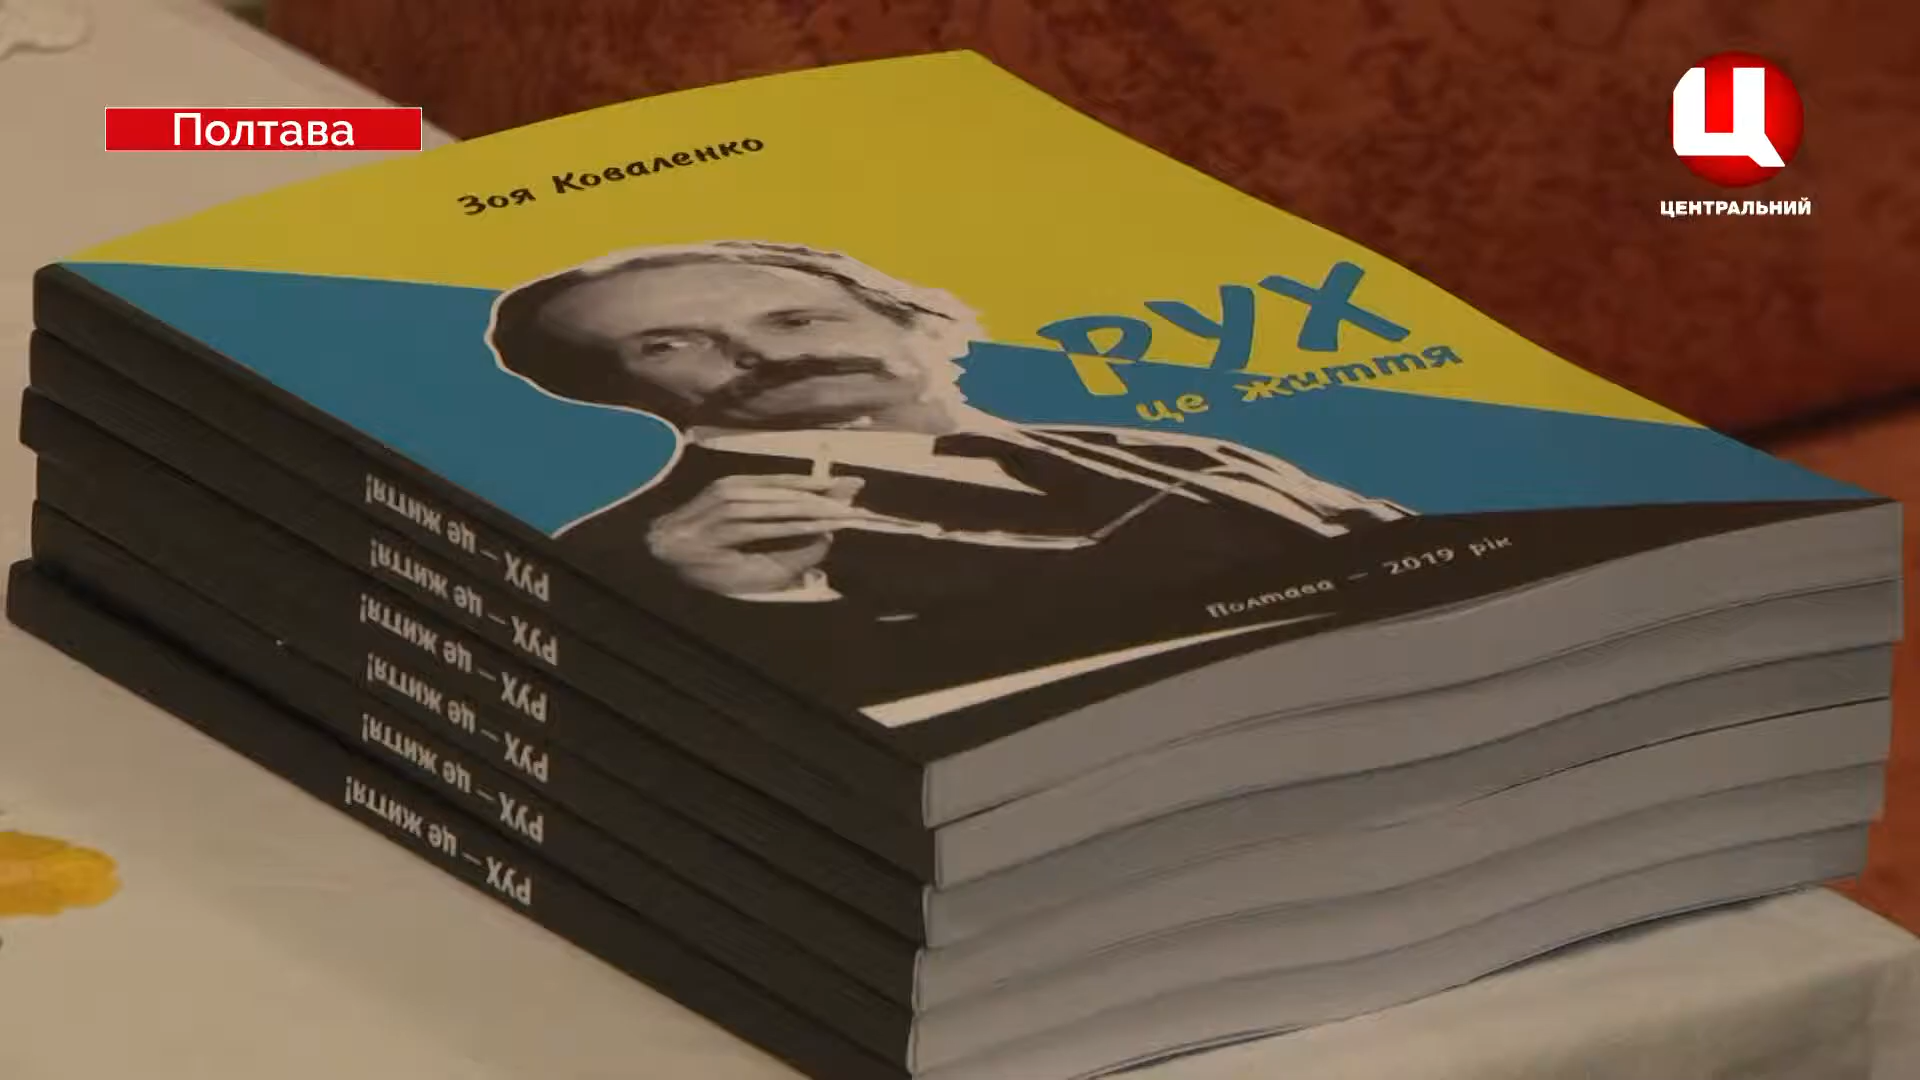 Полтава
ЦЕНТРАЛЬНИЙ
Зоя Коваленко
РУХ
це життя
Полтава – 2019 рік
РУХ – це життя!
РУХ – це життя!
РУХ – це життя!
РУХ – це життя!
РУХ – це життя!
РУХ – це життя!